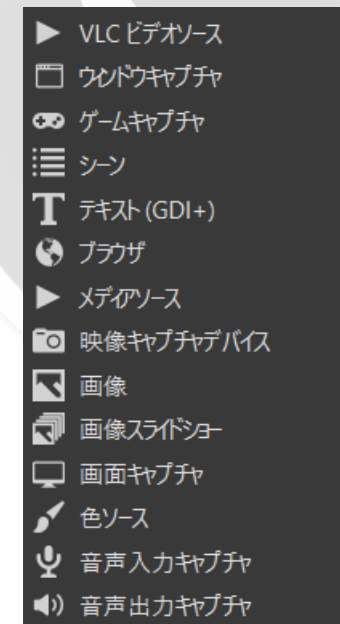 VLC ビデオソース
ウィンドウキャプチャ
ゲームキャプチャ
シーン
テキスト (GDI+)
ブラウザ
メディアソース
映像キャプチャデバイス
画像
画像スライドショー
画面キャプチャ
色ソース
音声入力キャプチャ
音声出力キャプチャ